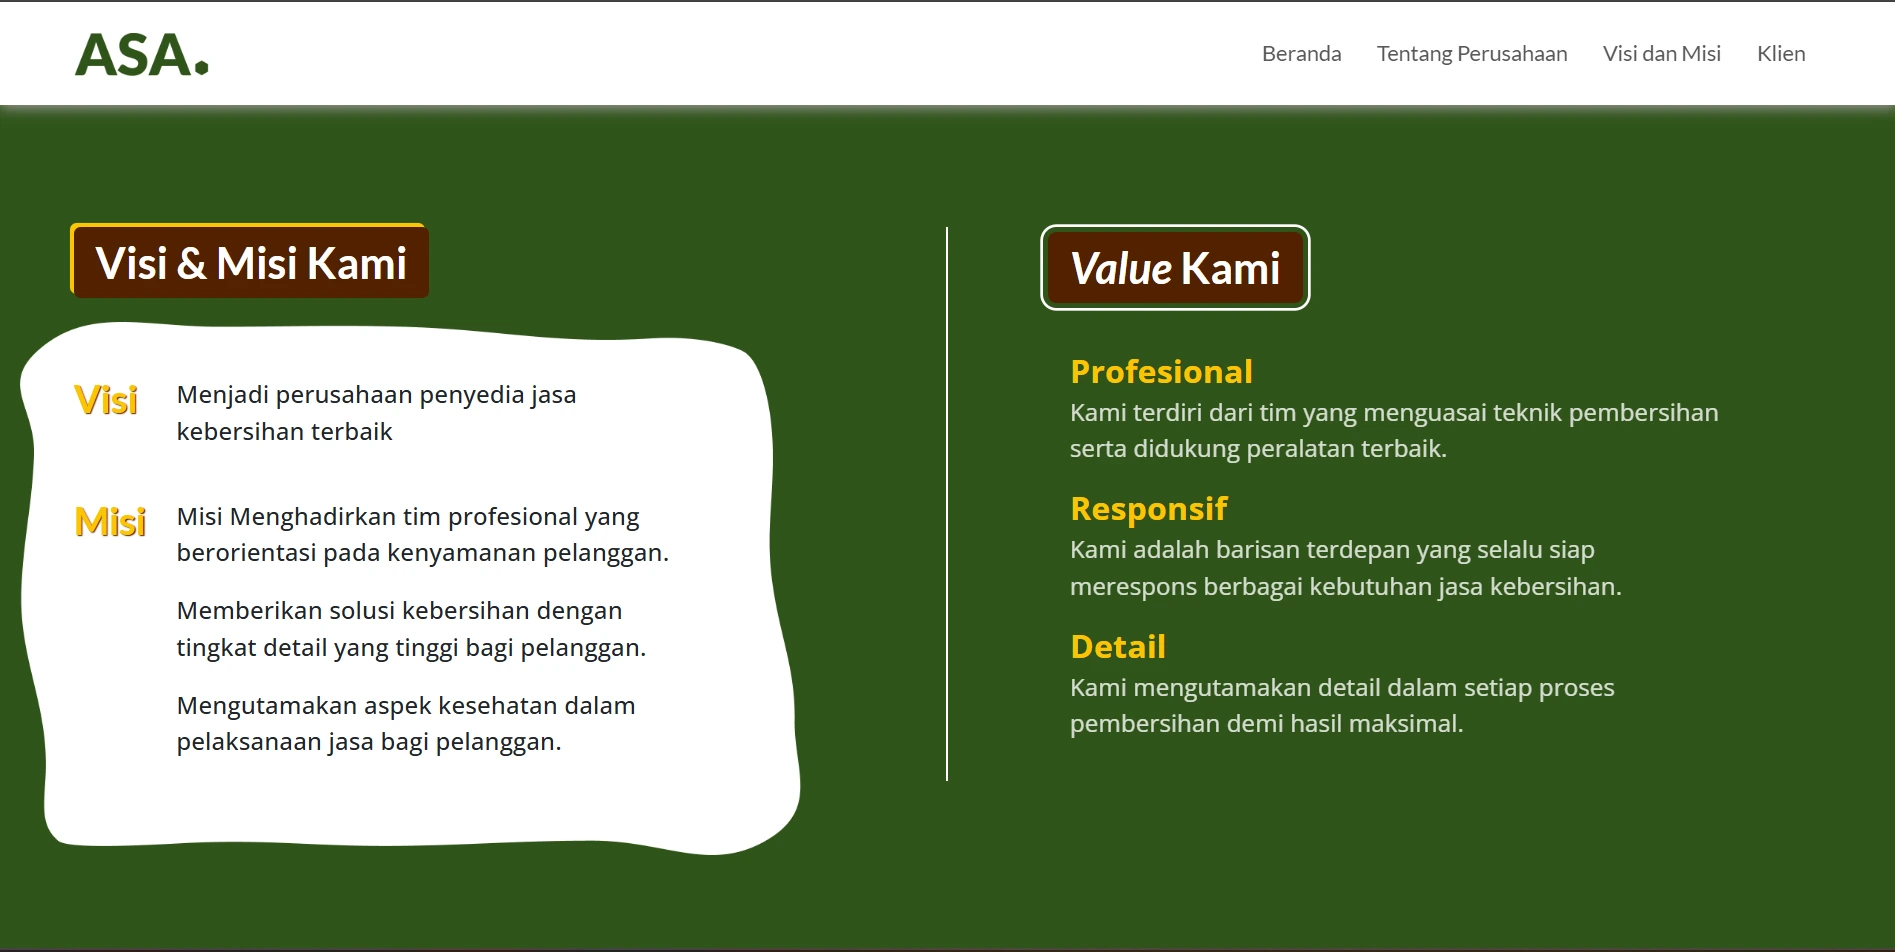 ASA.
Beranda Tentang Perusahaan Visi dan Misi Klien
Visi & Misi Kami
Visi
Menjadi perusahaan penyedia jasa
kebersihan terbaik
Misi
Misi Menghadirkan tim profesional yang
berorientasi pada kenyamanan pelanggan.
Memberikan solusi kebersihan dengan
tingkat detail yang tinggi bagi pelanggan.
Mengutamakan aspek kesehatan dalam
pelaksanaan jasa bagi pelanggan.
Value Kami
Profesional
Kami terdiri dari tim yang menguasai teknik pembersihan
serta didukung peralatan terbaik.
Responsif
Kami adalah barisan terdepan yang selalu siap
merespons berbagai kebutuhan jasa kebersihan.
Detail
Kami mengutamakan detail dalam setiap proses
pembersihan demi hasil maksimal.